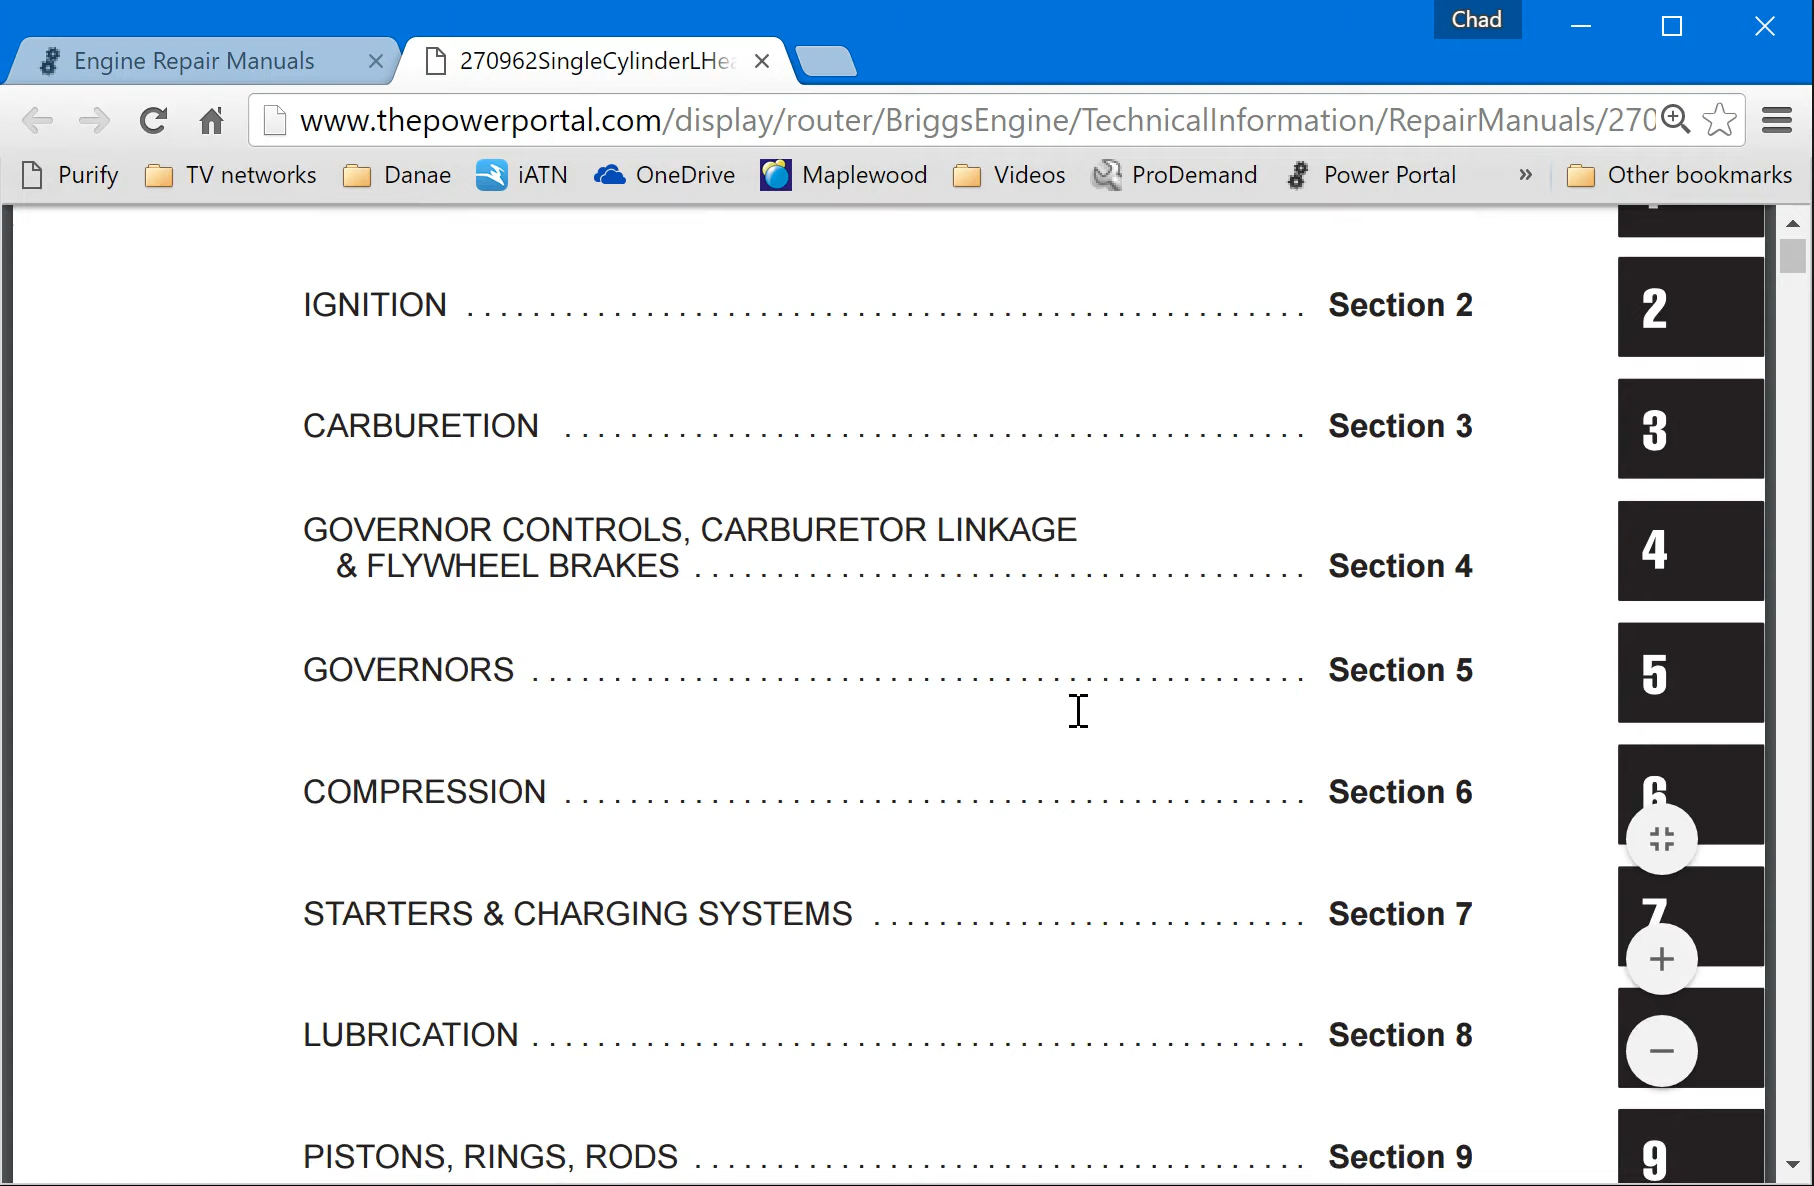 Chad
Engine Repair Manuals
270962SingleCylinderLHea
www.thepowerportal.com/display/router/BriggsEngine/TechnicalInformation/RepairManuals/270
Purify TV networks Danae iATN OneDrive Maplewood Videos ProDemand Power Portal » Other bookmarks
IGNITION . . . . . . . . . . . . . . . . . . . . . . . . . . . . . . . . . . . . . . . . . . . . . . . . . . . Section 2 2
CARBURETION . . . . . . . . . . . . . . . . . . . . . . . . . . . . . . . . . . . . . . . . . . . . . . Section 3 3
GOVERNOR CONTROLS, CARBURETOR LINKAGE
& FLYWHEEL BRAKES . . . . . . . . . . . . . . . . . . . . . . . . . . . . . . . . . . . . . . Section 4 4
GOVERNORS . . . . . . . . . . . . . . . . . . . . . . . . . . . . . . . . . . . . . . . . . . . . . . . . Section 5 5
COMPRESSION . . . . . . . . . . . . . . . . . . . . . . . . . . . . . . . . . . . . . . . . . . . . . . Section 6 6
STARTERS & CHARGING SYSTEMS . . . . . . . . . . . . . . . . . . . . . . . . . . . Section 7 7
LUBRICATION . . . . . . . . . . . . . . . . . . . . . . . . . . . . . . . . . . . . . . . . . . . . . . . . Section 8
PISTONS, RINGS, RODS . . . . . . . . . . . . . . . . . . . . . . . . . . . . . . . . . . . . . . Section 9 9